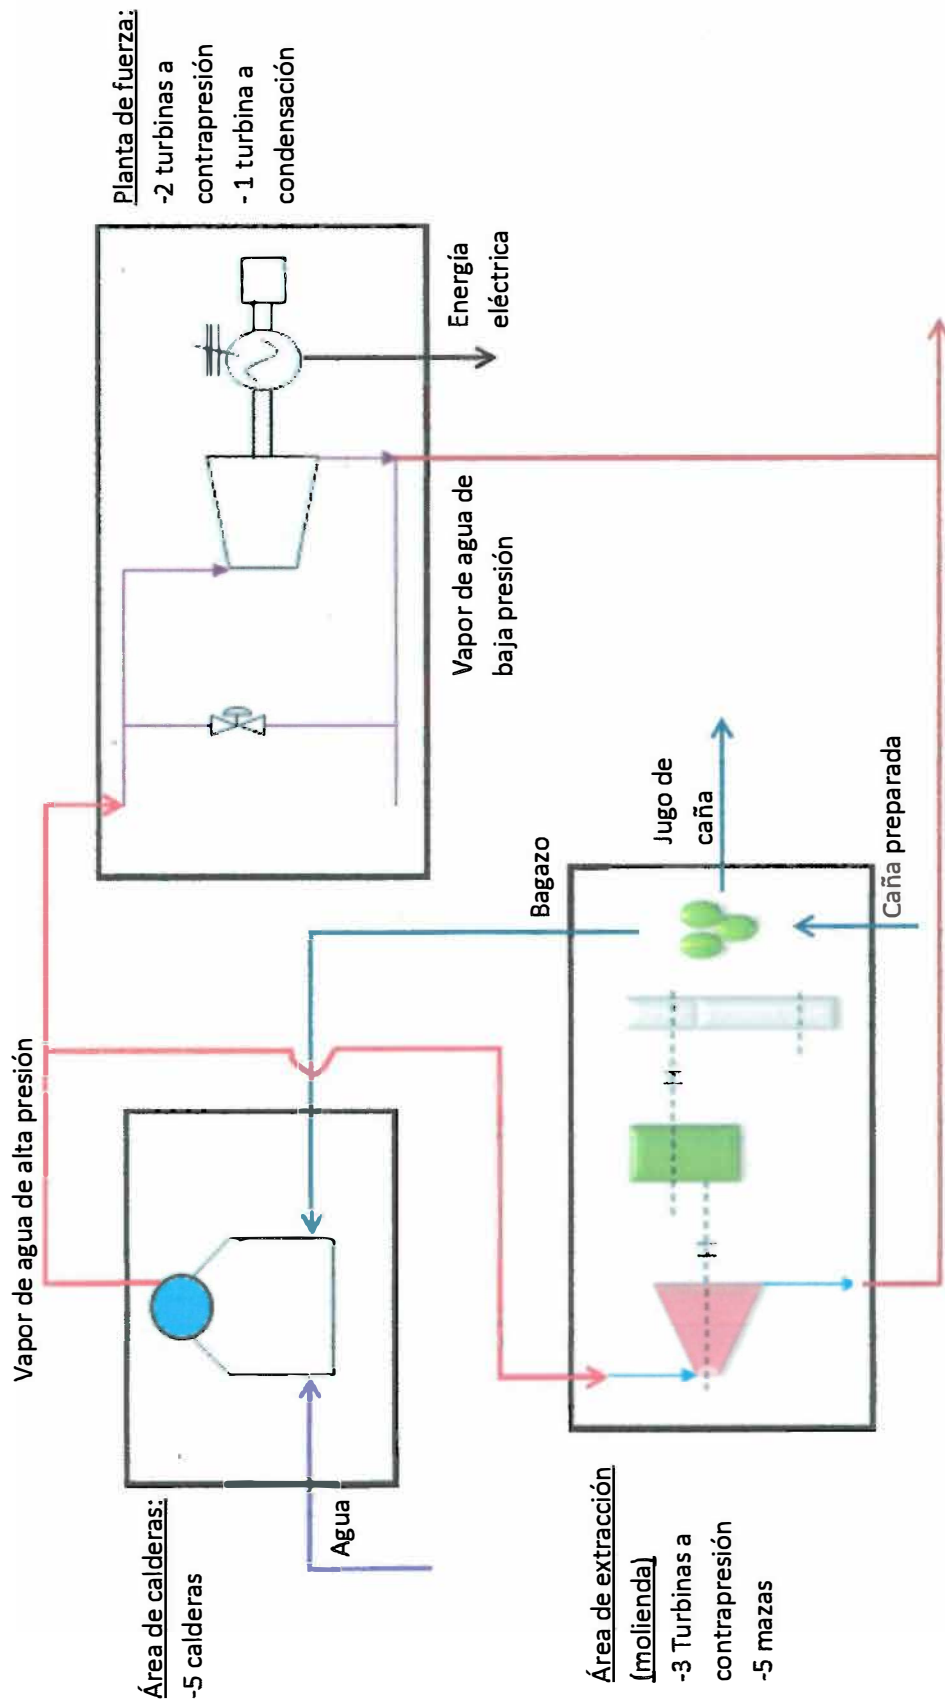 Vapor de agua de alta presión
Área de calderas:
-5 calderas
Agua
Planta de fuerza:
-2 turbinas a
contrapresión
-1 turbina a
condensación
Energía
eléctrica
Vapor de agua de
baja presión
Bagazo
Jugo de
caña
Caña preparada
Área de extracción
(molienda)
-3 Turbinas a
contrapresión
-5 mazas